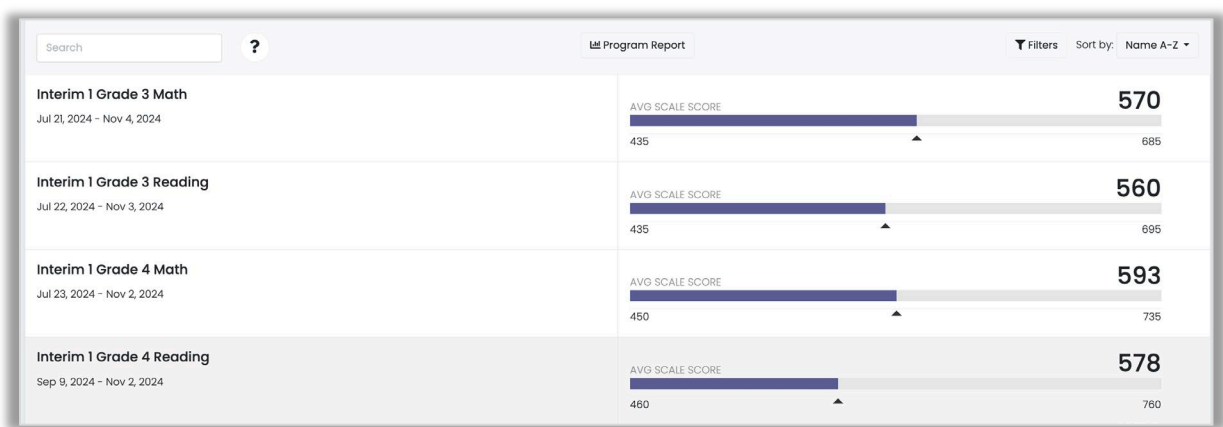 Search
?
Program Report
Filters
Sort by:
Name A-Z
Interim 1 Grade 3 Math
Jul 21, 2024 - Nov 4, 2024
AVG SCALE SCORE
570
435
685
Interim 1 Grade 3 Reading
Jul 22, 2024 - Nov 3, 2024
AVG SCALE SCORE
560
435
695
Interim 1 Grade 4 Math
Jul 23, 2024 - Nov 2, 2024
AVG SCALE SCORE
593
450
735
Interim 1 Grade 4 Reading
Sep 9, 2024 - Nov 2, 2024
AVG SCALE SCORE
578
460
760